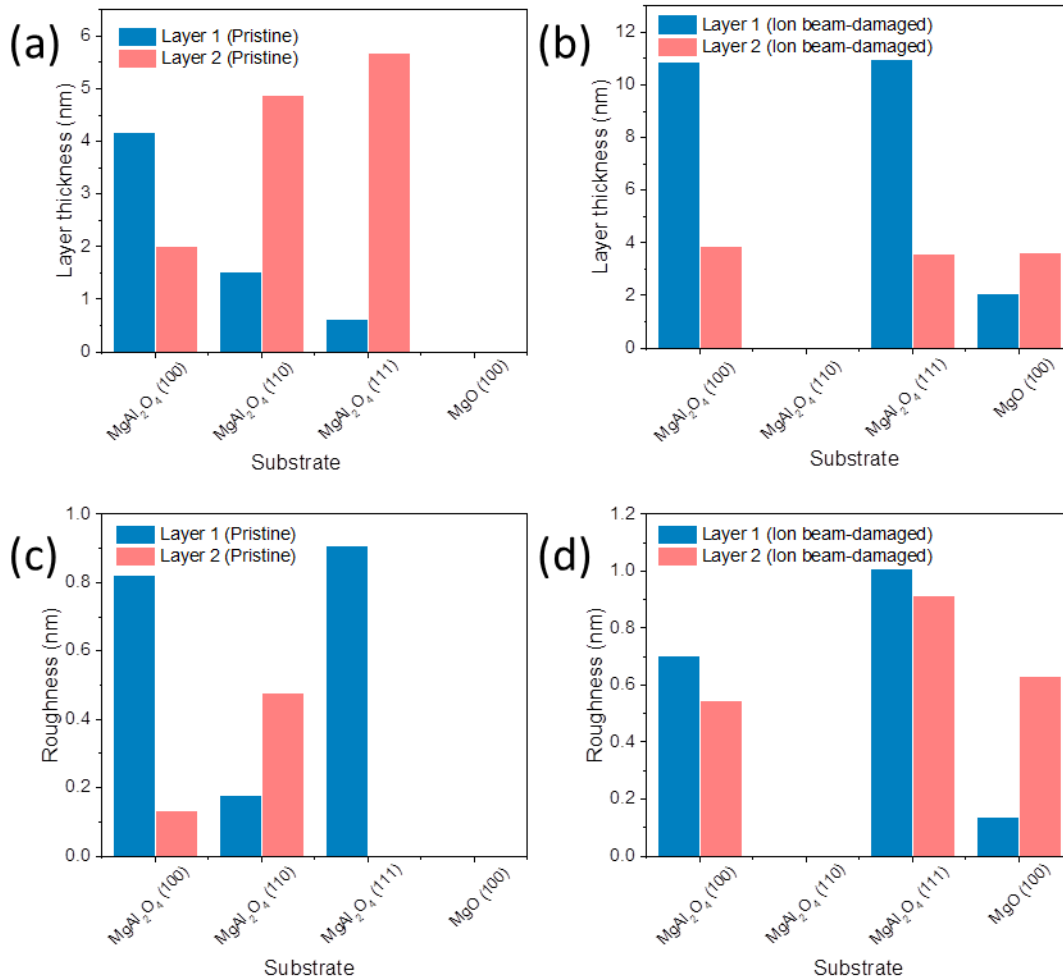 (a)
Layer 1 (Pristine)
Layer 2 (Pristine)
6
5
4
3
2
1
0
Layer thickness (nm)
MgAl₂O₄ (100)
MgAl₂O₄ (110)
MgAl₂O₄ (111)
MgO (100)
Substrate
(b)
Layer 1 (Ion beam-damaged)
Layer 2 (Ion beam-damaged)
12
10
8
6
4
2
0
Layer thickness (nm)
MgAl₂O₄ (100)
MgAl₂O₄ (110)
MgAl₂O₄ (111)
MgO (100)
Substrate
(c)
Layer 1 (Pristine)
Layer 2 (Pristine)
1.0
0.8
0.6
0.4
0.2
0.0
Roughness (nm)
MgAl₂O₄ (100)
MgAl₂O₄ (110)
MgAl₂O₄ (111)
MgO (100)
Substrate
(d)
Layer 1 (Ion beam-damaged)
Layer 2 (Ion beam-damaged)
1.2
1.0
0.8
0.6
0.4
0.2
0.0
Roughness (nm)
MgAl₂O₄ (100)
MgAl₂O₄ (110)
MgAl₂O₄ (111)
MgO (100)
Substrate